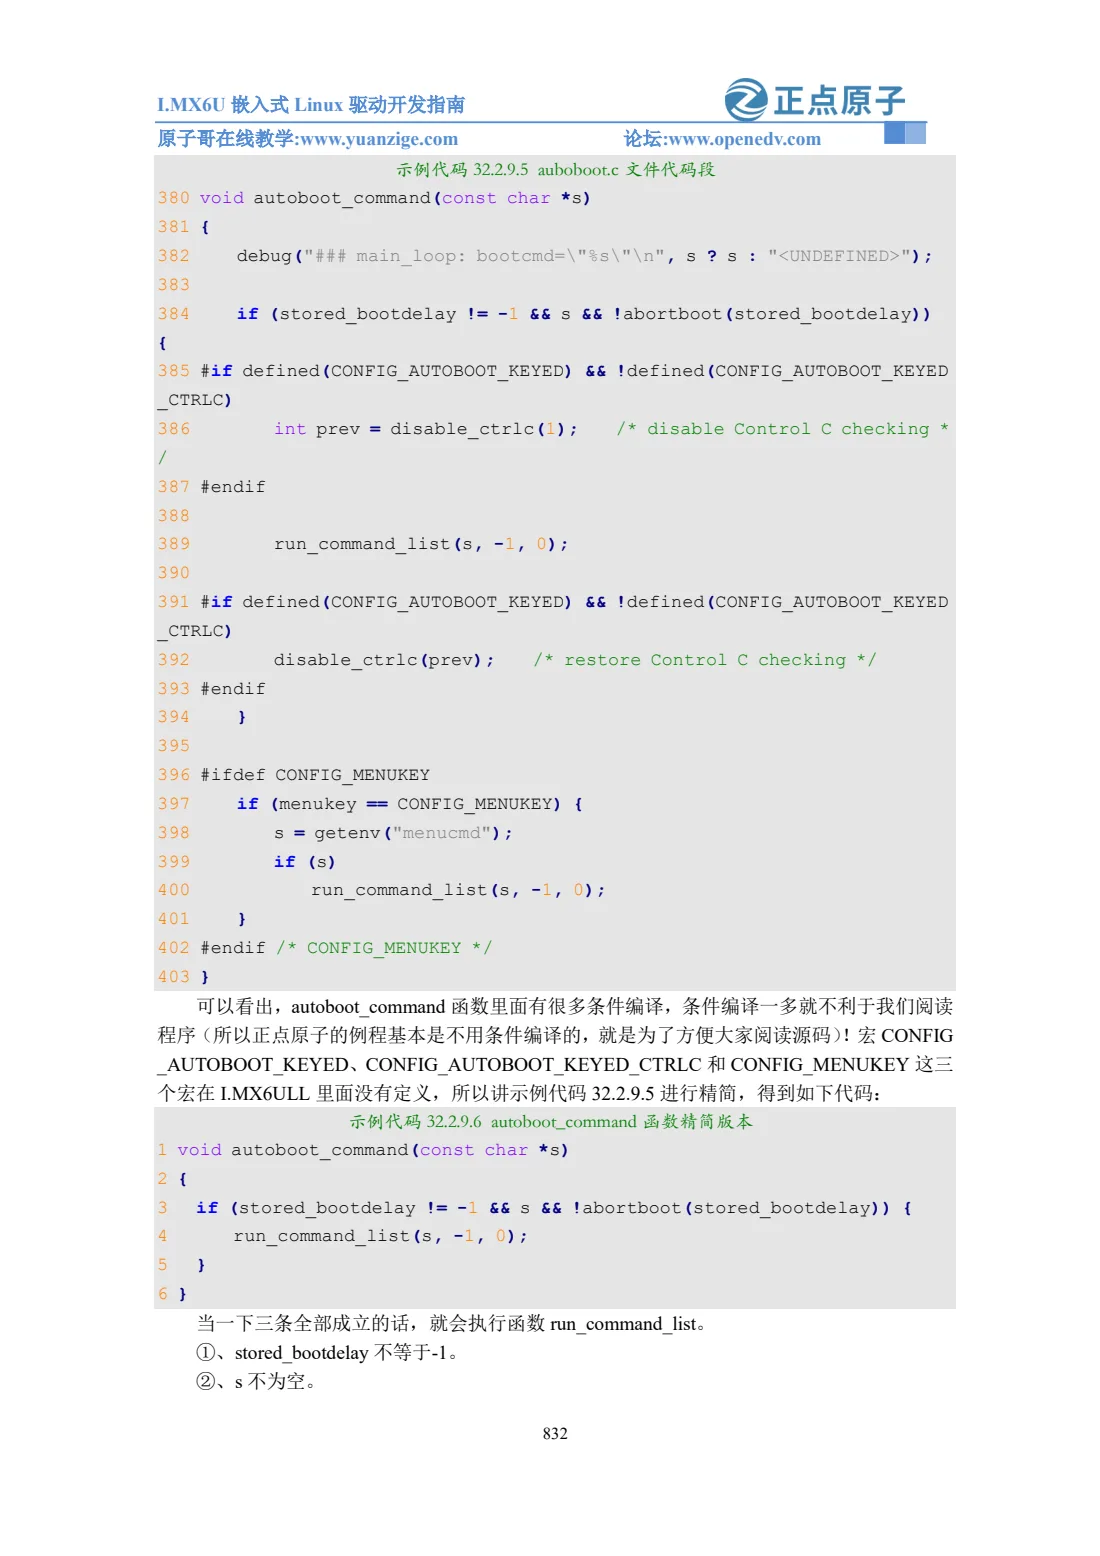 I.MX6U 嵌入式 Linux 驱动开发指南
正点原子
原子哥在线教学:www.yuanzige.com 论坛:www.openedv.com
示例代码 32.2.9.5 auboboot.c 文件代码段
380 void autoboot_command(const char *s)
381 {
382 debug("### main_loop: bootcmd=\"%s\"\n", s ? s : "<UNDEFINED>");
383
384 if (stored_bootdelay != -1 && s && !abortboot(stored_bootdelay))
{
385 #if defined(CONFIG_AUTOBOOT_KEYED) && !defined(CONFIG_AUTOBOOT_KEYED
_CTRLC)
386 int prev = disable_ctrlc(1); /* disable Control C checking *
/
387 #endif
388
389 run_command_list(s, -1, 0);
390
391 #if defined(CONFIG_AUTOBOOT_KEYED) && !defined(CONFIG_AUTOBOOT_KEYED
_CTRLC)
392 disable_ctrlc(prev); /* restore Control C checking */
393 #endif
394 }
395
396 #ifdef CONFIG_MENUKEY
397 if (menukey == CONFIG_MENUKEY) {
398 s = getenv("menucmd");
399 if (s)
400 run_command_list(s, -1, 0);
401 }
402 #endif /* CONFIG_MENUKEY */
403 }
可以看出，autoboot_command 函数里面有很多条件编译，条件编译一多就不利于我们阅读
程序（所以正点原子的例程基本是不用条件编译的，就是为了方便大家阅读源码）！宏 CONFIG
_AUTOBOOT_KEYED、CONFIG_AUTOBOOT_KEYED_CTRLC 和 CONFIG_MENUKEY 这三
个宏在 I.MX6ULL 里面没有定义，所以讲示例代码 32.2.9.5 进行精简，得到如下代码：
示例代码 32.2.9.6 autoboot_command 函数精简版本
1 void autoboot_command(const char *s)
2 {
3 if (stored_bootdelay != -1 && s && !abortboot(stored_bootdelay)) {
4 run_command_list(s, -1, 0);
5 }
6 }
当一下三条全部成立的话，就会执行函数 run_command_list。
①、stored_bootdelay 不等于-1。
②、s 不为空。
832